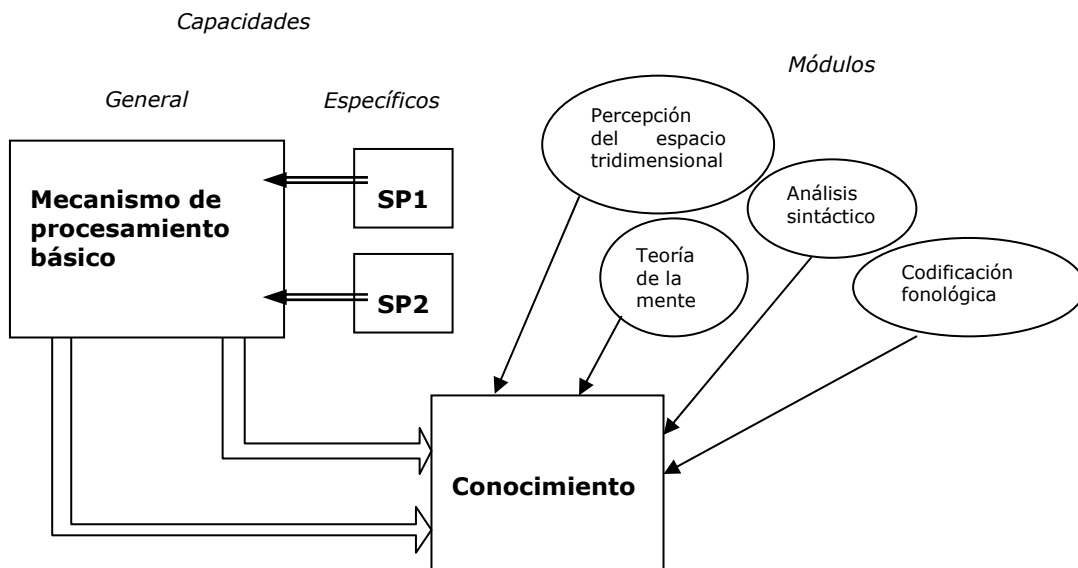 Capacidades
Módulos
General
Específicos
Percepción
del espacio
tridimensional
Mecanismo de
procesamiento
básico
SP1
Análisis
sintáctico
Teoría
de la
mente
SP2
Codificación
fonológica
Conocimiento